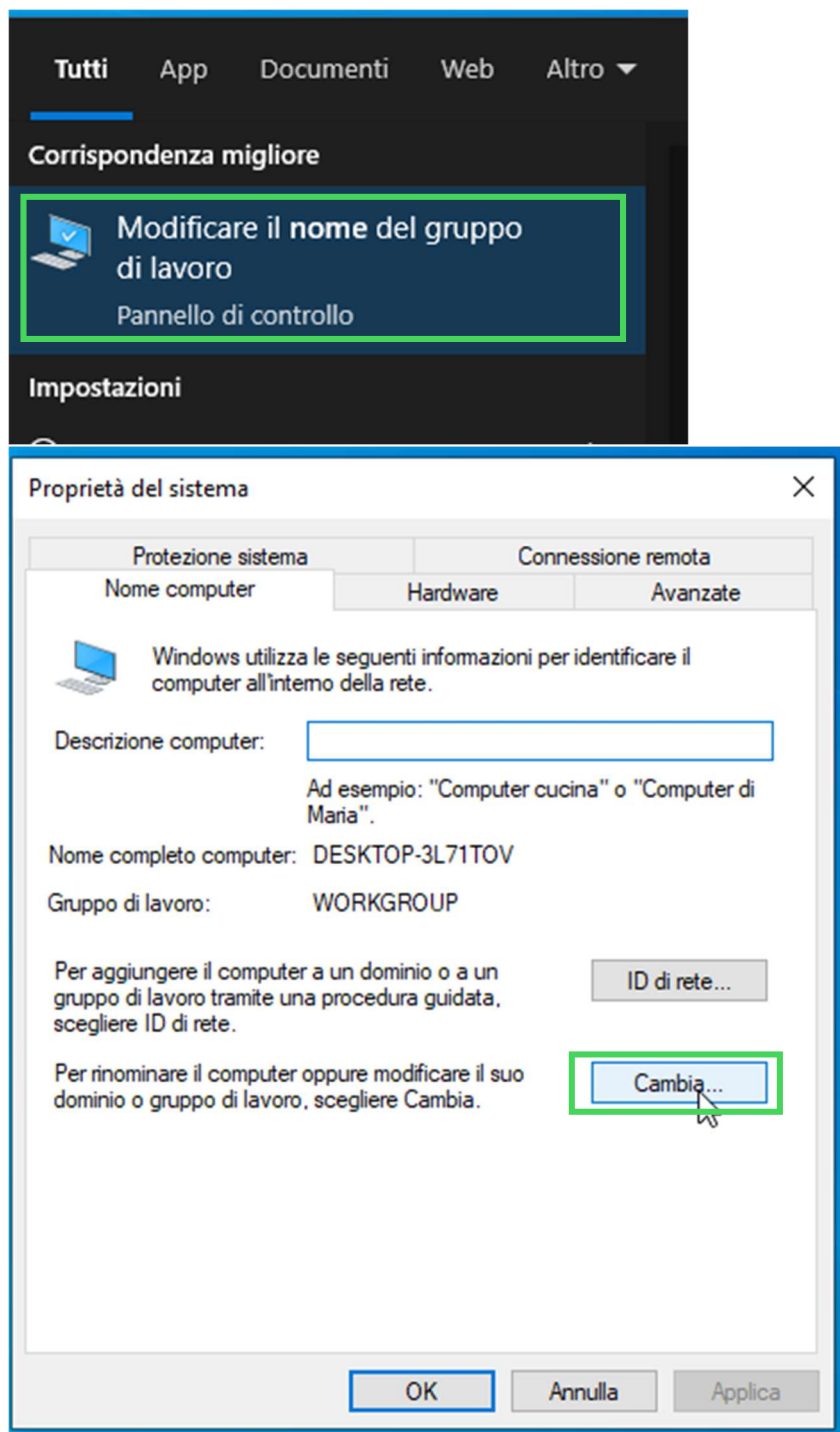 Tutti App Documenti Web Altro
Corrispondenza migliore
Modificare il nome del gruppo
di lavoro
Pannello di controllo
Impostazioni
Proprietà del sistema
Protezione sistema Connessione remota
Nome computer Hardware Avanzate
Windows utilizza le seguenti informazioni per identificare il
computer all'interno della rete.
Descrizione computer:
Ad esempio: "Computer cucina" o "Computer di
Maria".
Nome completo computer: DESKTOP-3L71TOV
Gruppo di lavoro: WORKGROUP
Per aggiungere il computer a un dominio o a un
gruppo di lavoro tramite una procedura guidata,
scegliere ID di rete.
ID di rete...
Per rinominare il computer oppure modificare il suo
dominio o gruppo di lavoro, scegliere Cambia.
Cambia...
OK Annulla Applica